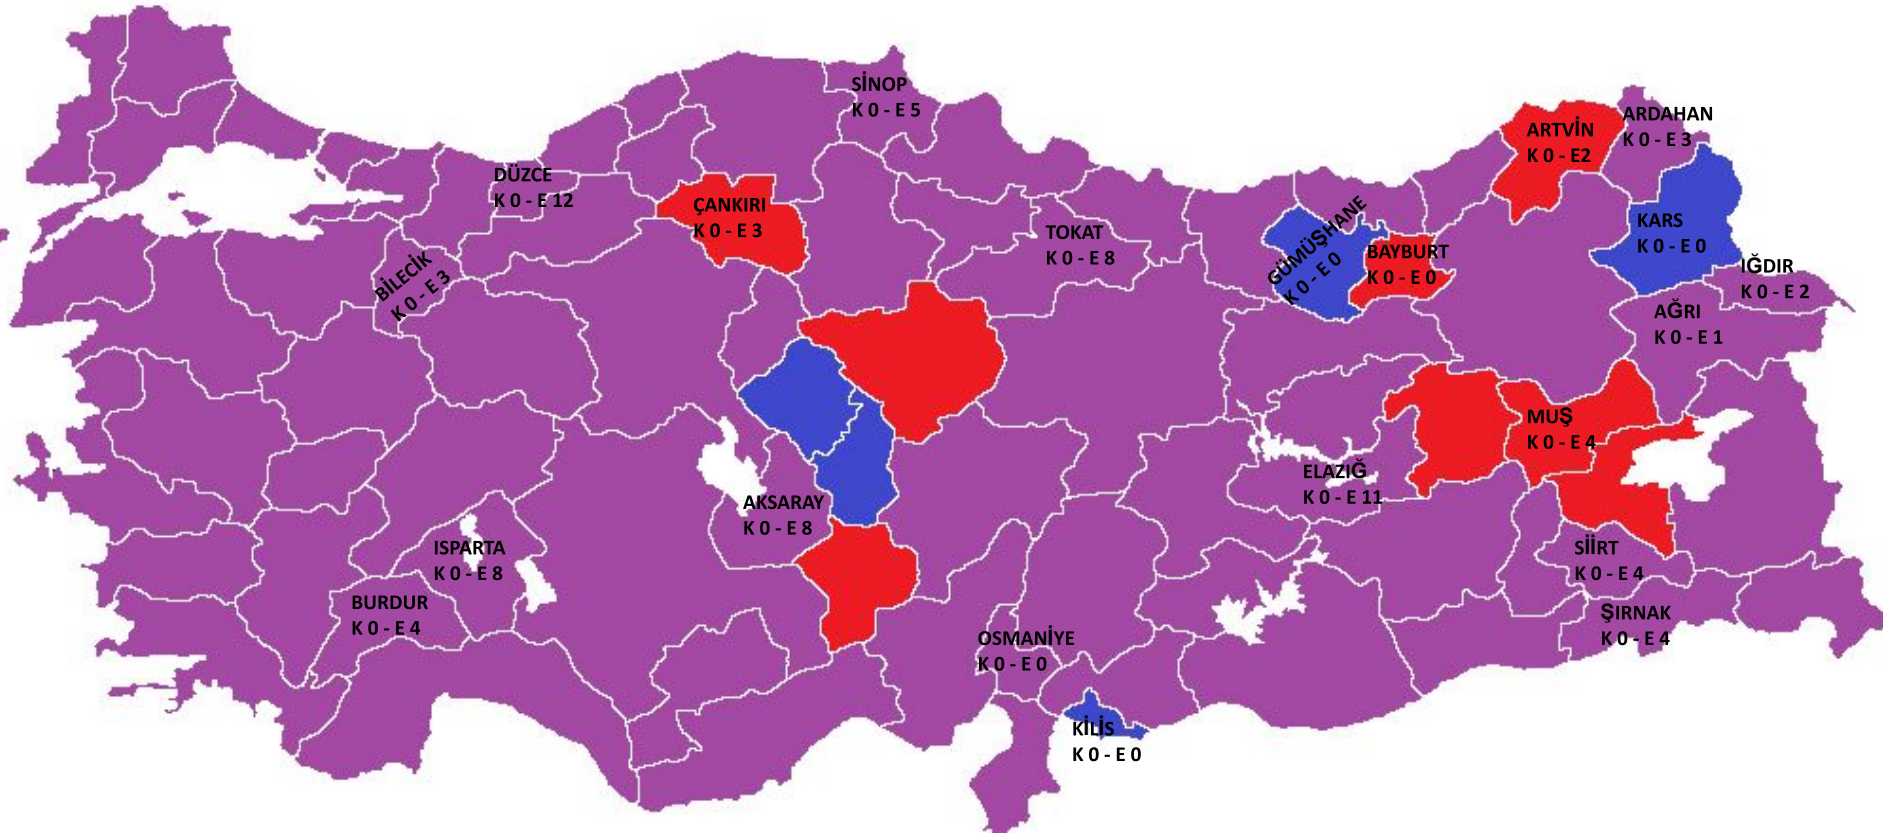 SİNOP
K 0 - E 5
ARDAHAN
K 0 - E 3
ARTVİN
K 0 - E2
DÜZCE
K 0 - E 12
ÇANKIRI
K 0 - E 3
TOKAT
K 0 - E 8
GÜMÜŞHANE
K 0 - E 0
BAYBURT
K 0 - E 0
KARS
K 0 - E 0
IĞDIR
K 0 - E 2
BİLECİK
K 0 - E 3
AĞRI
K 0 - E 1
MUŞ
K 0 - E 4
ELAZIĞ
K 0 - E 11
AKSARAY
K 0 - E 8
ISPARTA
K 0 - E 8
SİİRT
K 0 - E 4
BURDUR
K 0 - E 4
ŞIRNAK
K 0 - E 4
OSMANİYE
K 0 - E 0
KİLİS
K 0 - E 0